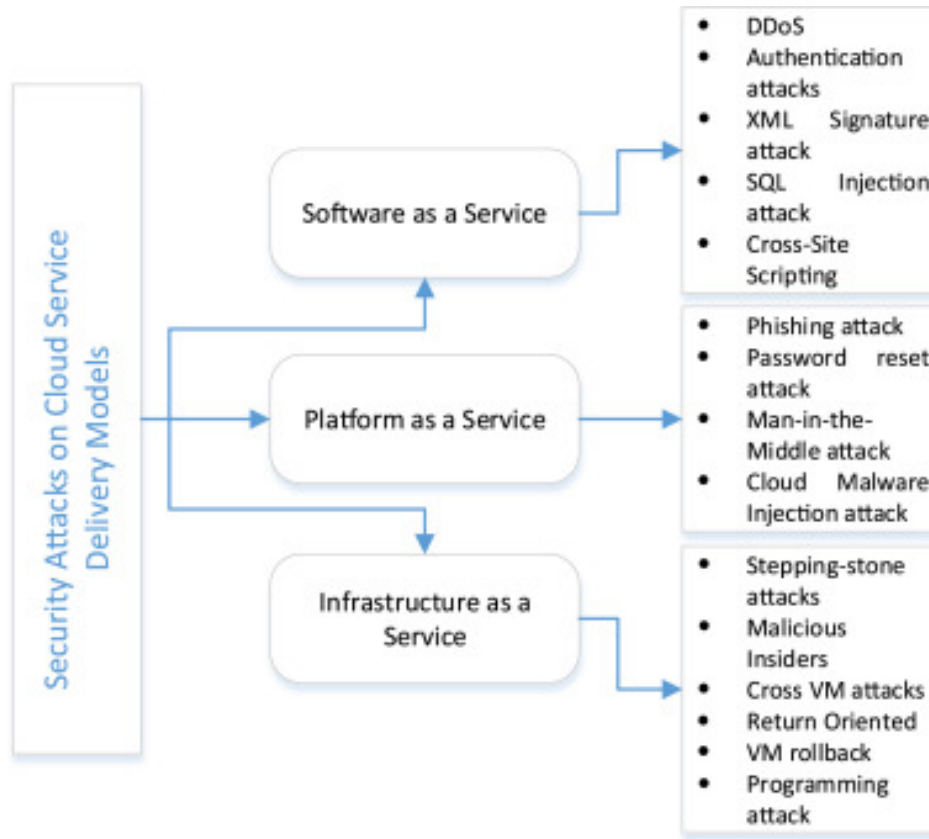 Security Attacks on Cloud Service
Delivery Models
Software as a Service
Platform as a Service
Infrastructure as a
Service
• DDoS
• Authentication
attacks
• XML Signature
attack
• SQL Injection
attack
• Cross-Site
Scripting
• Phishing attack
• Password reset
attack
• Man-in-the-
Middle attack
• Cloud Malware
Injection attack
• Stepping-stone
attacks
• Malicious
Insiders
• Cross VM attacks
• Return Oriented
• VM rollback
• Programming
attack